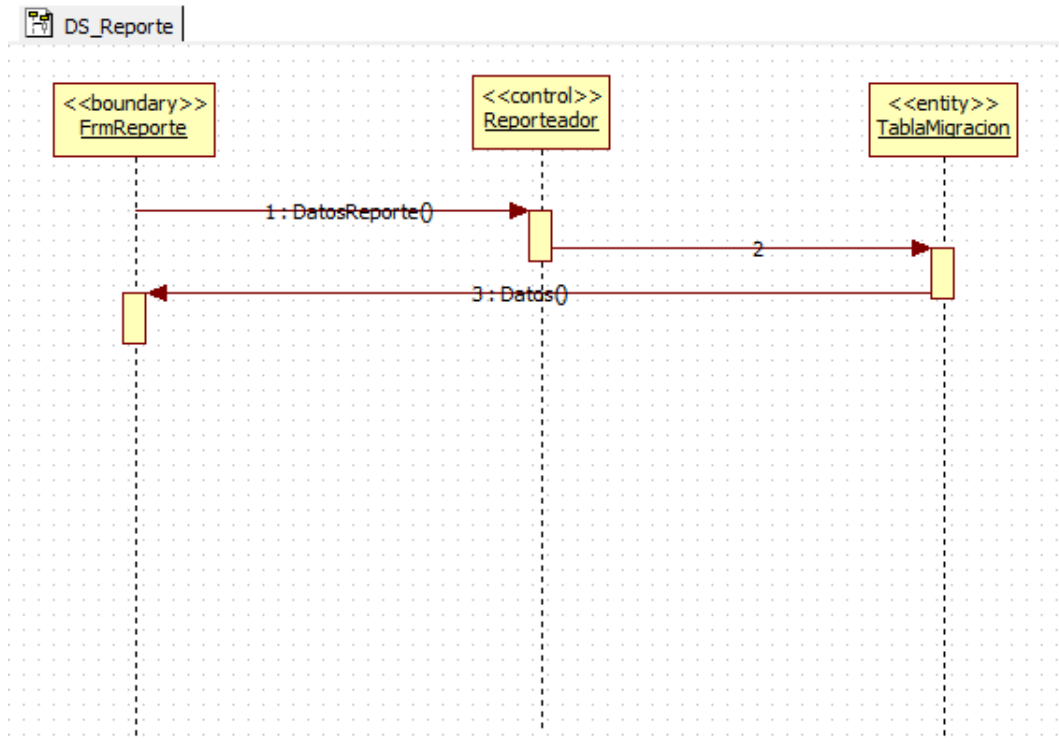 DS_Reporte
<<boundary>>
FrmReporte
<<control>>
Reporteador
<<entity>>
TablaMigracion
1 : DatosReporte()
2
3 : Datos()